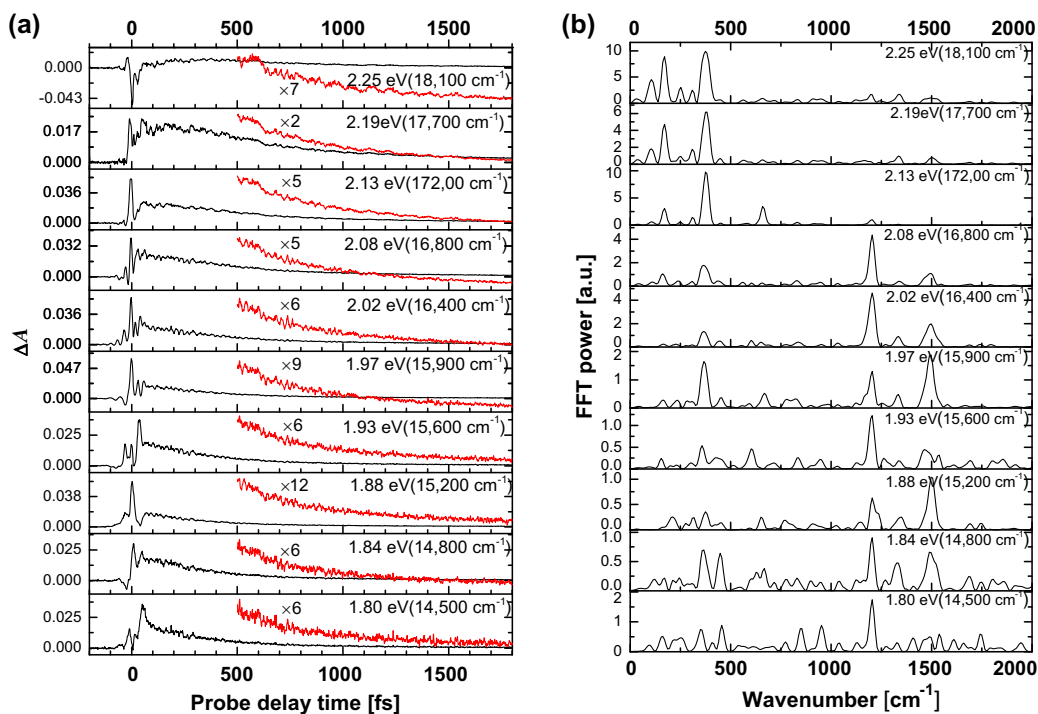 (a)
0 500 1000 1500
0.000
-0.043
2.25 eV(18,100 cm-1)
×7
0.017
0.000
×2
2.19eV(17,700 cm-1)
0.036
0.000
×5
2.13 eV(172,00 cm-1)
0.032
0.000
×5
2.08 eV(16,800 cm-1)
0.036
0.000
×6
2.02 eV(16,400 cm-1)
0.047
0.000
×9
1.97 eV(15,900 cm-1)
0.025
0.000
×6
1.93 eV(15,600 cm-1)
0.038
0.000
×12
1.88 eV(15,200 cm-1)
0.025
0.000
×6
1.84 eV(14,800 cm-1)
0.025
0.000
×6
1.80 eV(14,500 cm-1)
ΔA
0 500 1000 1500
Probe delay time [fs]
(b)
0 500 1000 1500 2000
10
5
0
2.25 eV(18,100 cm-1)
6
4
2
0
2.19eV(17,700 cm-1)
10
5
0
2.13 eV(172,00 cm-1)
4
2
0
2.08 eV(16,800 cm-1)
4
2
0
2.02 eV(16,400 cm-1)
2
1
0
1.97 eV(15,900 cm-1)
1.0
0.5
0.0
1.93 eV(15,600 cm-1)
1.0
0.5
0.0
1.88 eV(15,200 cm-1)
1.0
0.5
0.0
1.84 eV(14,800 cm-1)
2
1
0
1.80 eV(14,500 cm-1)
FFT power [a.u.]
0 500 1000 1500 2000
Wavenumber [cm-1]